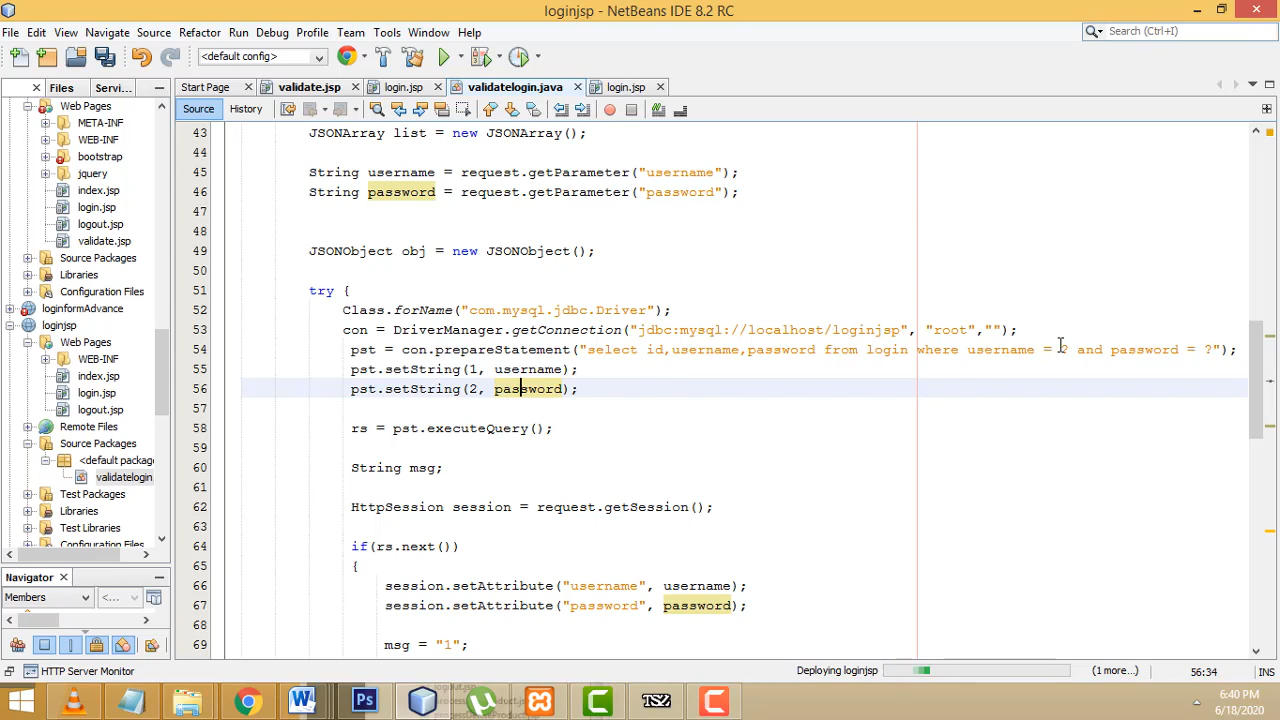 loginjsp - NetBeans IDE 8.2 RC
File Edit View Navigate Source Refactor Run Debug Profile Team Tools Window Help
Search (Ctrl+I)
<default config>
Files Servi...
Start Page validate.jsp login.jsp validatelogin.java login.jsp
Source History
Web Pages
META-INF
WEB-INF
bootstrap
jquery
index.jsp
login.jsp
logout.jsp
validate.jsp
Source Packages
Libraries
Configuration Files
loginformAdvance
loginjsp
Web Pages
WEB-INF
index.jsp
login.jsp
logout.jsp
Remote Files
Source Packages
<default packag
validatelogin.
Test Packages
Libraries
Test Libraries
Configuration Files
Navigator
Members <...
43 JSONArray list = new JSONArray();
44
45 String username = request.getParameter("username");
46 String password = request.getParameter("password");
47
48
49 JSONObject obj = new JSONObject();
50
51 try {
52 Class.forName("com.mysql.jdbc.Driver");
53 con = DriverManager.getConnection("jdbc:mysql://localhost/loginjsp", "root","");
54 pst = con.prepareStatement("select id,username,password from login where username = ? and password = ?");
55 pst.setString(1, username);
56 pst.setString(2, password);
57
58 rs = pst.executeQuery();
59
60 String msg;
61
62 HttpSession session = request.getSession();
63
64 if(rs.next())
65 {
66 session.setAttribute("username", username);
67 session.setAttribute("password", password);
68
69 msg = "1";
HTTP Server Monitor
Deploying loginjsp (1 more...) 56:34 INS
6:40 PM
6/18/2020